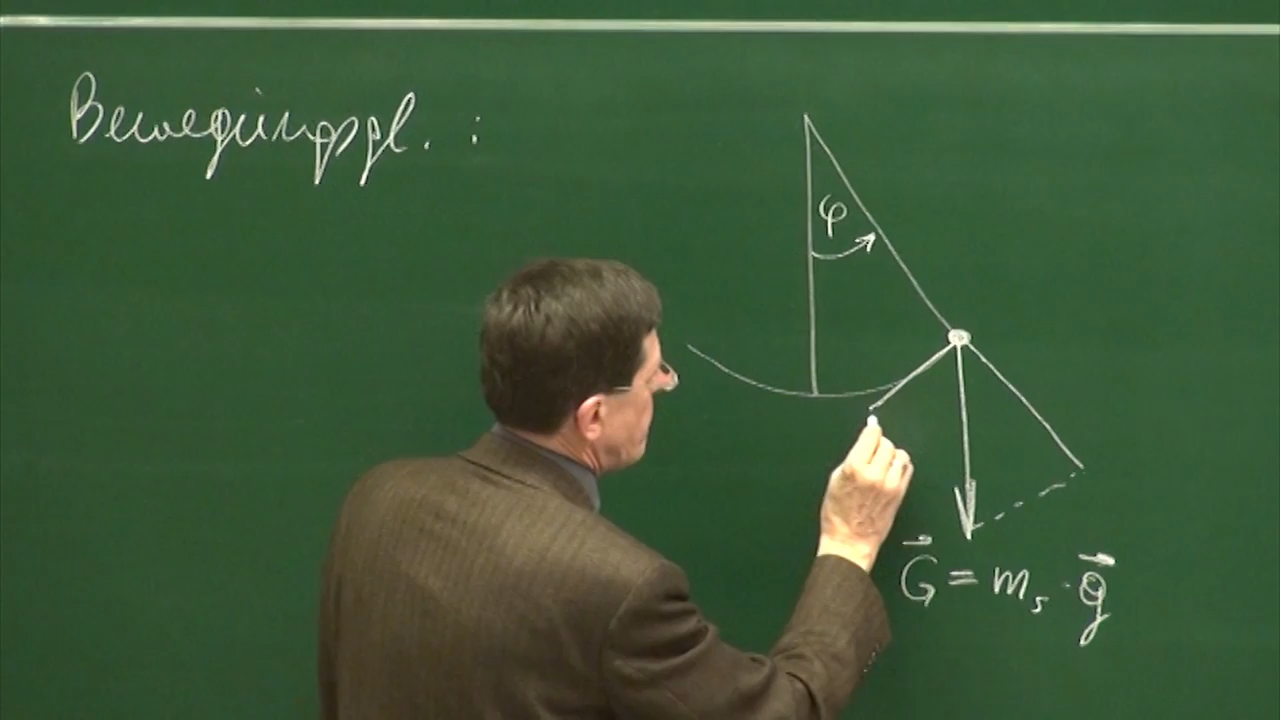 Bewegungsgl. :
φ
G⃗ = mₛ · g⃗